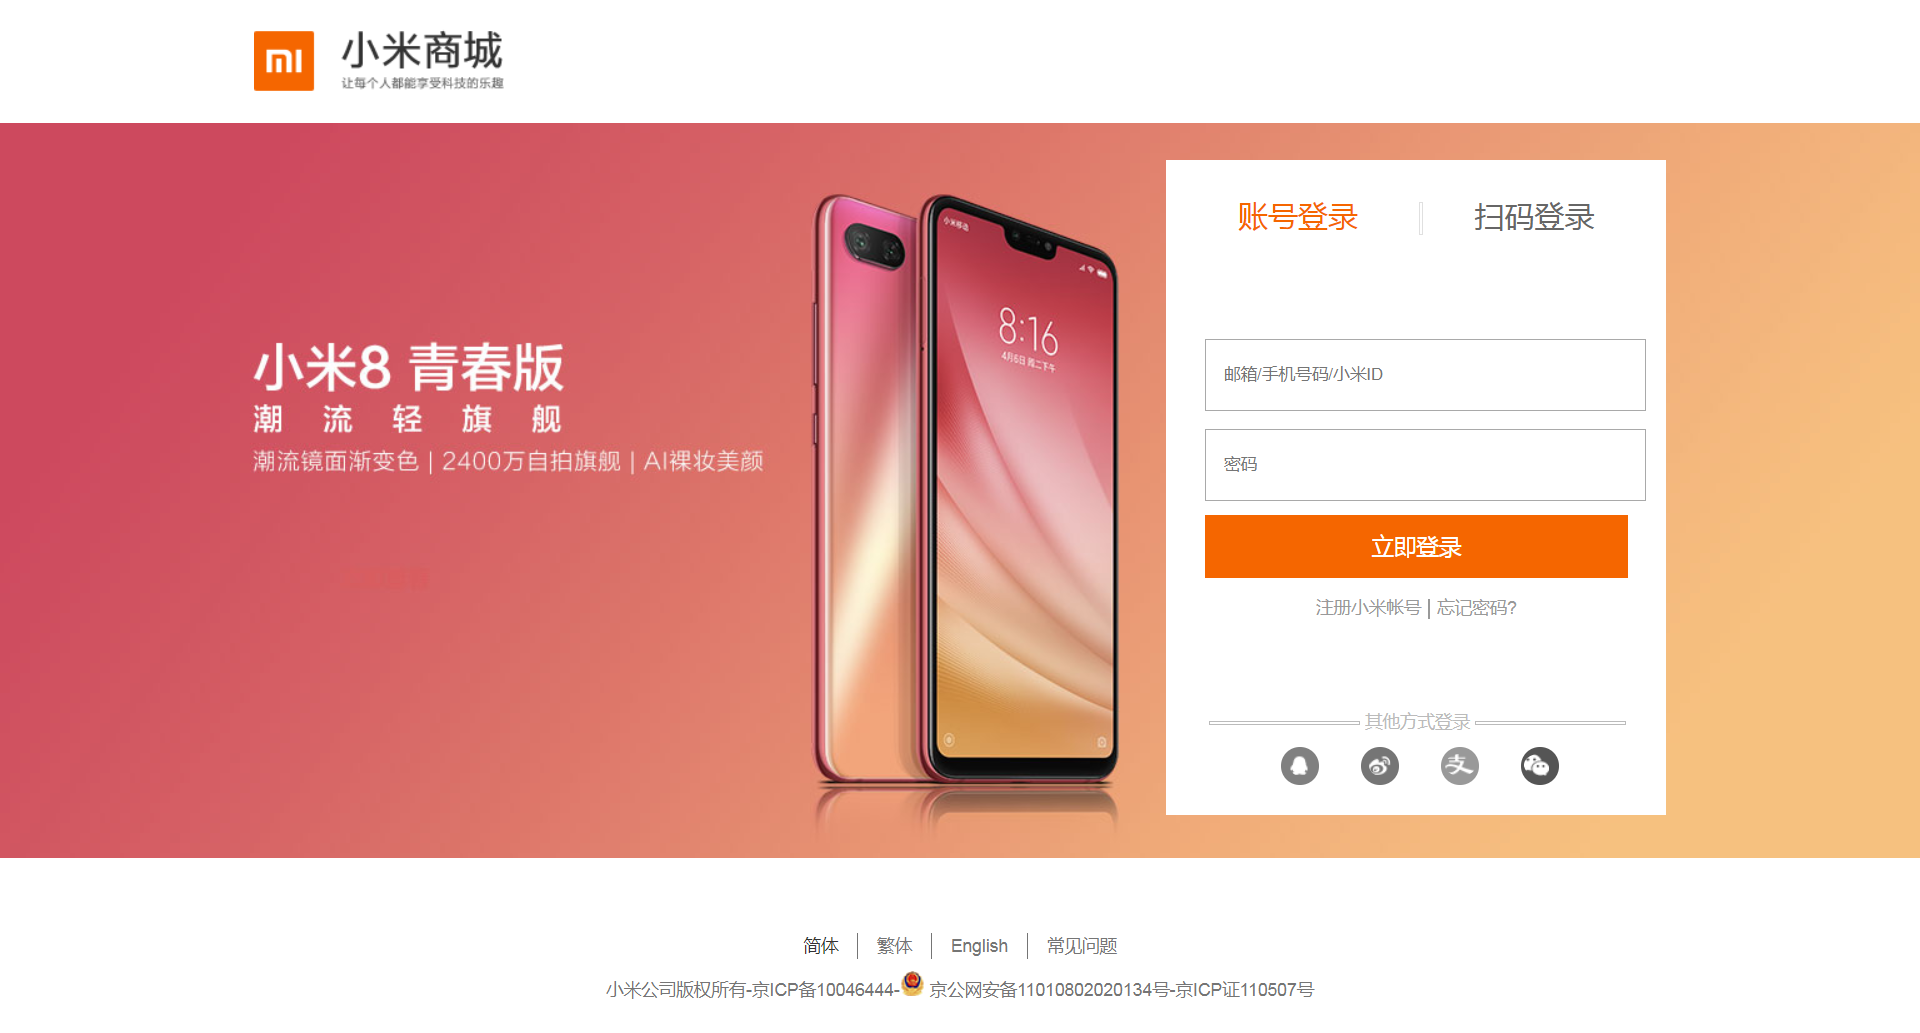 小米商城
让每个人都能享受科技的乐趣
账号登录
扫码登录
小米移动
8:16
4月6日 周二下午
小米8 青春版
潮流轻旗舰
潮流镜面渐变色 | 2400万自拍旗舰 | AI裸妆美颜
邮箱/手机号码/小米ID
密码
立即登录
注册小米帐号 | 忘记密码?
其他方式登录
支
简体 | 繁体 | English | 常见问题
小米公司版权所有-京ICP备10046444- 京公网安备11010802020134号-京ICP证110507号